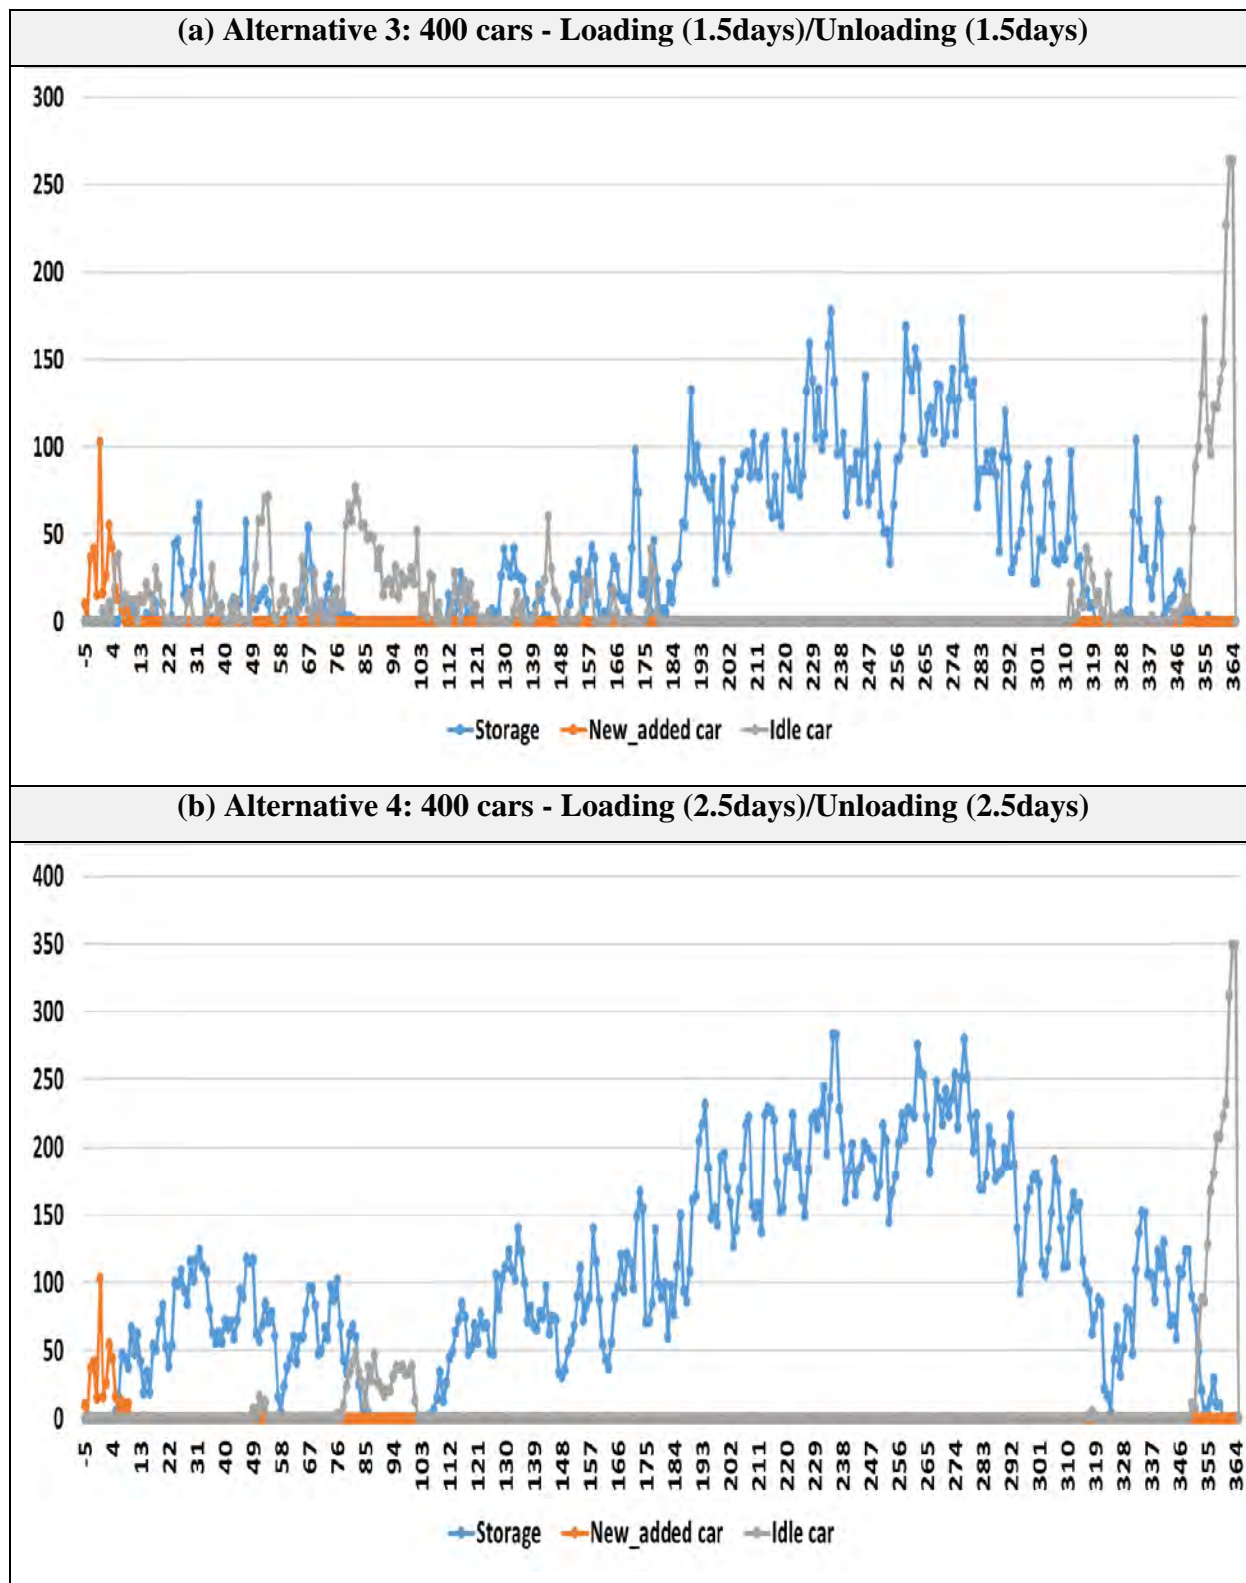 (a) Alternative 3: 400 cars - Loading (1.5days)/Unloading (1.5days)
300
250
200
150
100
50
0
-5 4 13 22 31 40 49 58 67 76 85 94 103 112 121 130 139 148 157 166 175 184 193 202 211 220 229 238 247 256 265 274 283 292 301 310 319 328 337 346 355 364
Storage New_added car Idle car
(b) Alternative 4: 400 cars - Loading (2.5days)/Unloading (2.5days)
400
350
300
250
200
150
100
50
0
-5 4 13 22 31 40 49 58 67 76 85 94 103 112 121 130 139 148 157 166 175 184 193 202 211 220 229 238 247 256 265 274 283 292 301 310 319 328 337 346 355 364
Storage New_added car Idle car